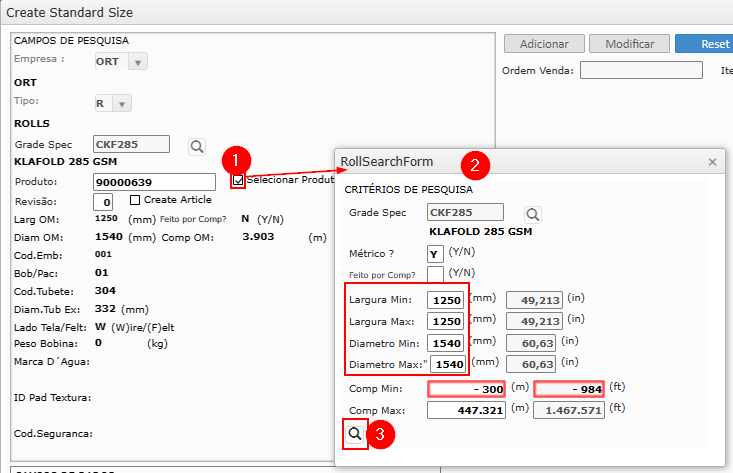 Create Standard Size
CAMPOS DE PESQUISA
Empresa : ORT
ORT
Tipo: R
ROLLS
Grade Spec CKF285
KLAFOLD 285 GSM
1
Produto: 90000639 Selecionar Produt
Revisão: 0 Create Article
Larg OM: 1250 (mm) Feito por Comp? N (Y/N)
Diam OM: 1540 (mm) Comp OM: 3.903 (m)
Cod.Emb: 001
Bob/Pac: 01
Cod.Tubete: 304
Diam.Tub Ex: 332 (mm)
Lado Tela/Felt: W (W)ire/(F)elt
Peso Bobina: 0 (kg)
Marca D´Agua:
ID Pad Textura:
Cod.Seguranca:
Adicionar Modificar Reset
Ordem Venda: Ite
RollSearchForm 2 ×
CRITÉRIOS DE PESQUISA
Grade Spec CKF285
KLAFOLD 285 GSM
Métrico ? Y (Y/N)
Feito por Comp? (Y/N)
Largura Min: 1250 (mm) 49,213 (in)
Largura Max: 1250 (mm) 49,213 (in)
Diametro Min: 1540 (mm) 60,63 (in)
Diametro Max:" 1540 (mm) 60,63 (in)
Comp Min: - 300 (m) - 984 (ft)
Comp Max: 447.321 (m) 1.467.571 (ft)
3